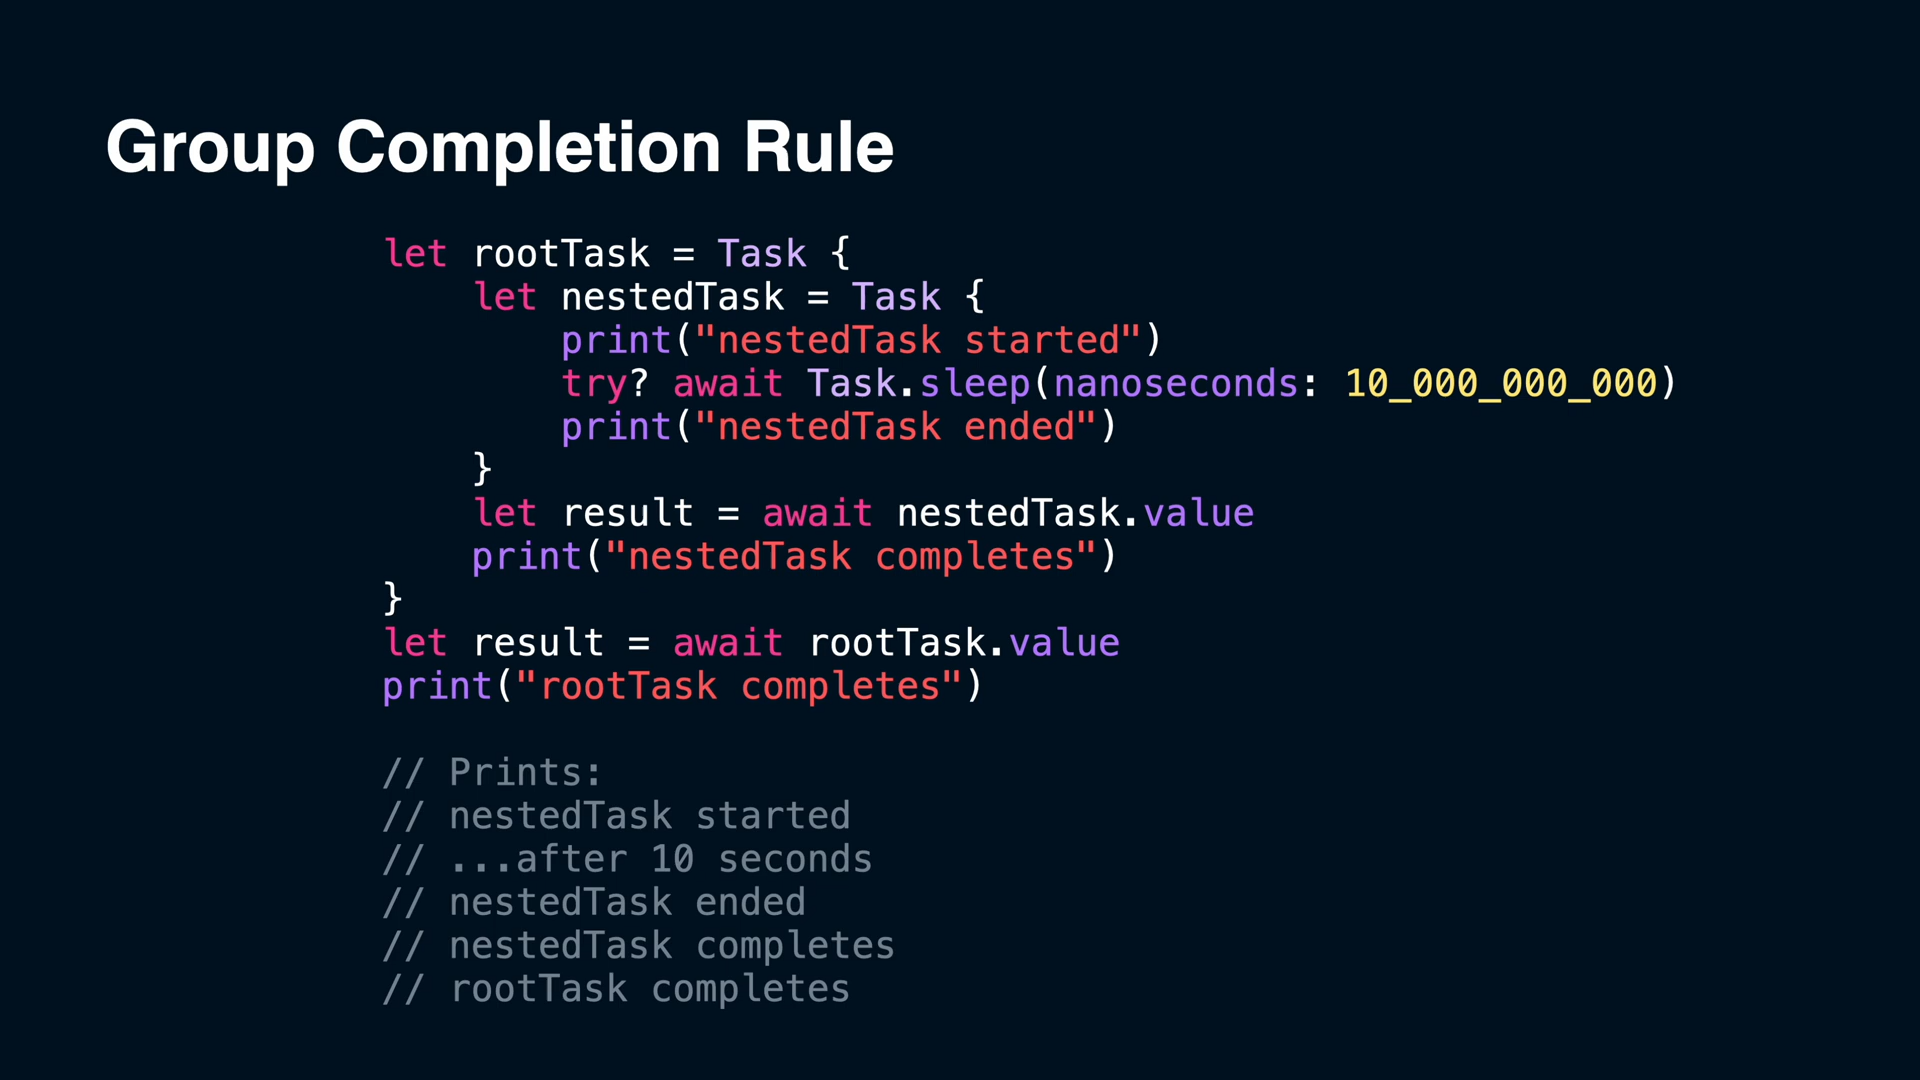 Group Completion Rule
let rootTask = Task {
    let nestedTask = Task {
        print("nestedTask started")
        try? await Task.sleep(nanoseconds: 10_000_000_000)
        print("nestedTask ended")
    }
    let result = await nestedTask.value
    print("nestedTask completes")
}
let result = await rootTask.value
print("rootTask completes")
// Prints:
// nestedTask started
// ...after 10 seconds
// nestedTask ended
// nestedTask completes
// rootTask completes